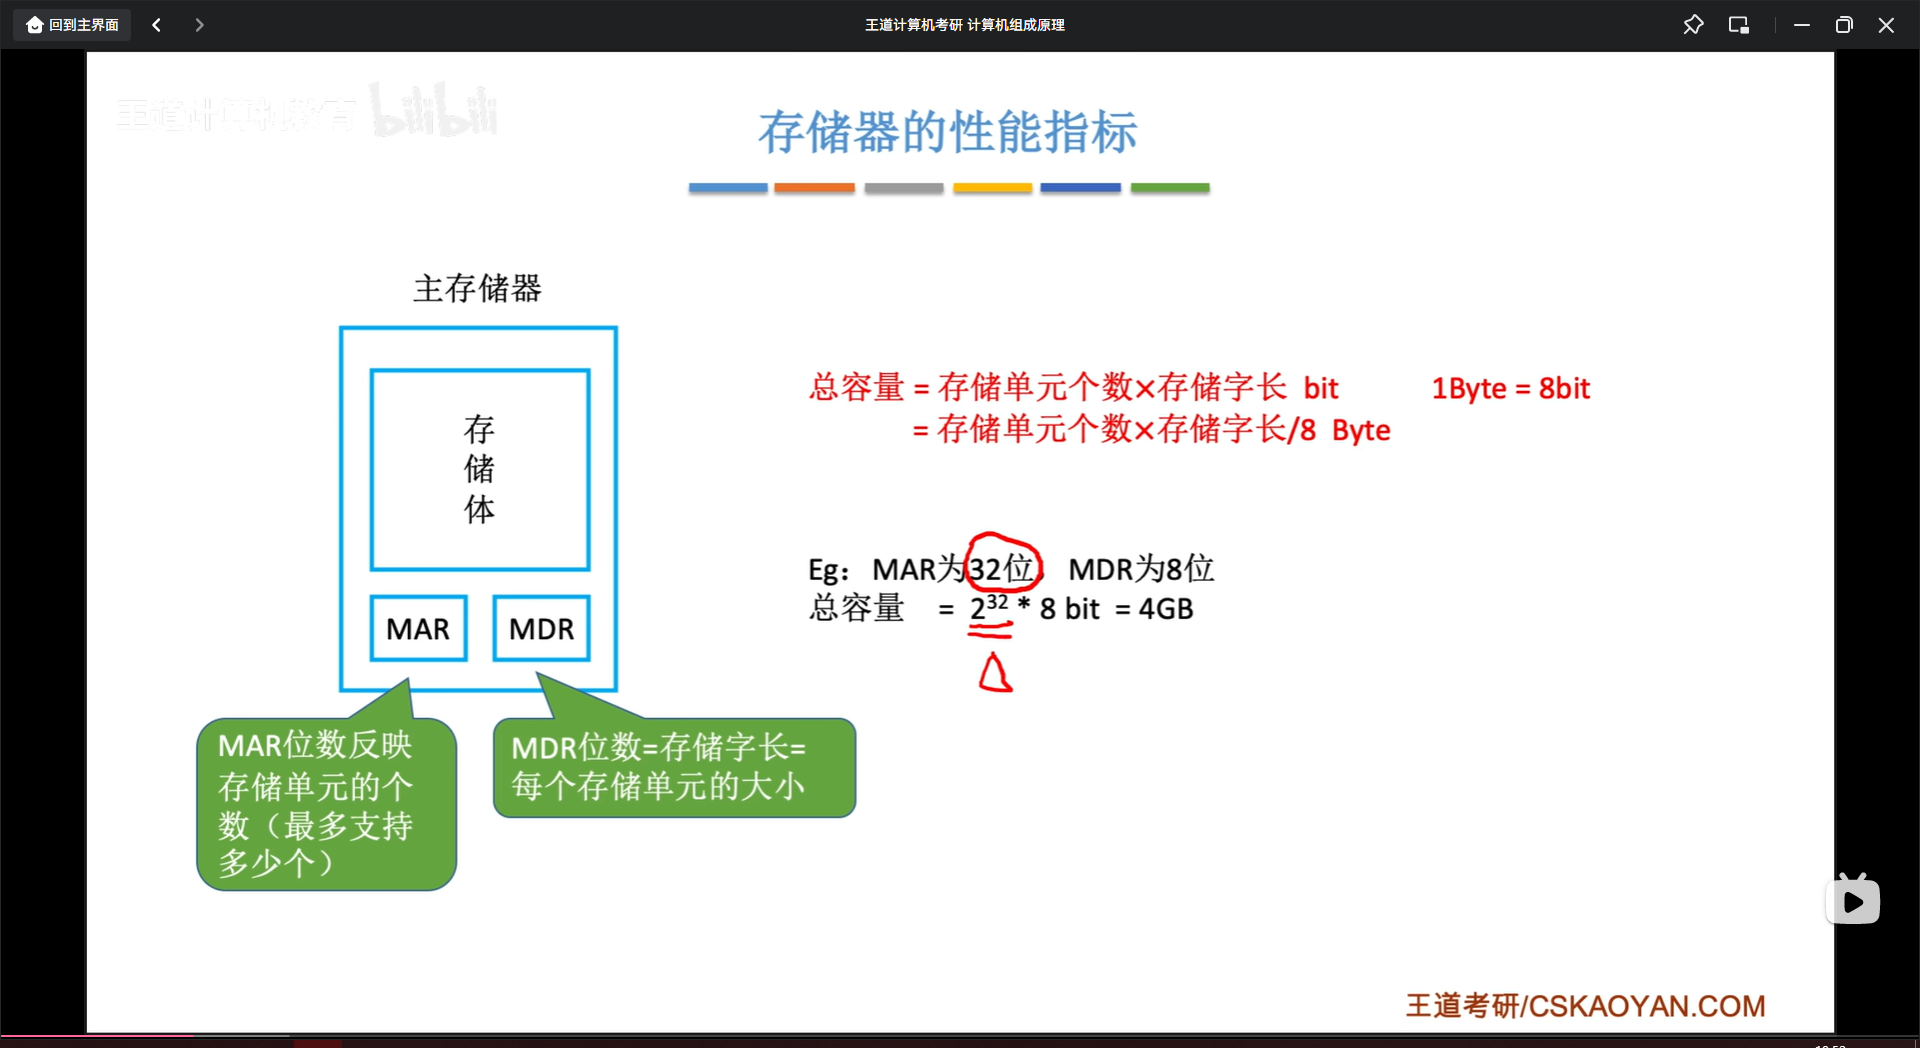 回到主界面
王道计算机考研 计算机组成原理
王道计算机教育 bilibili
存储器的性能指标
主存储器
存
储
体
MAR
MDR
MAR位数反映
存储单元的个
数（最多支持
多少个）
MDR位数=存储字长=
每个存储单元的大小
总容量 = 存储单元个数×存储字长 bit 1Byte = 8bit
= 存储单元个数×存储字长/8 Byte
Eg：MAR为32位，MDR为8位
总容量 = 2³² * 8 bit = 4GB
王道考研/CSKAOYAN.COM